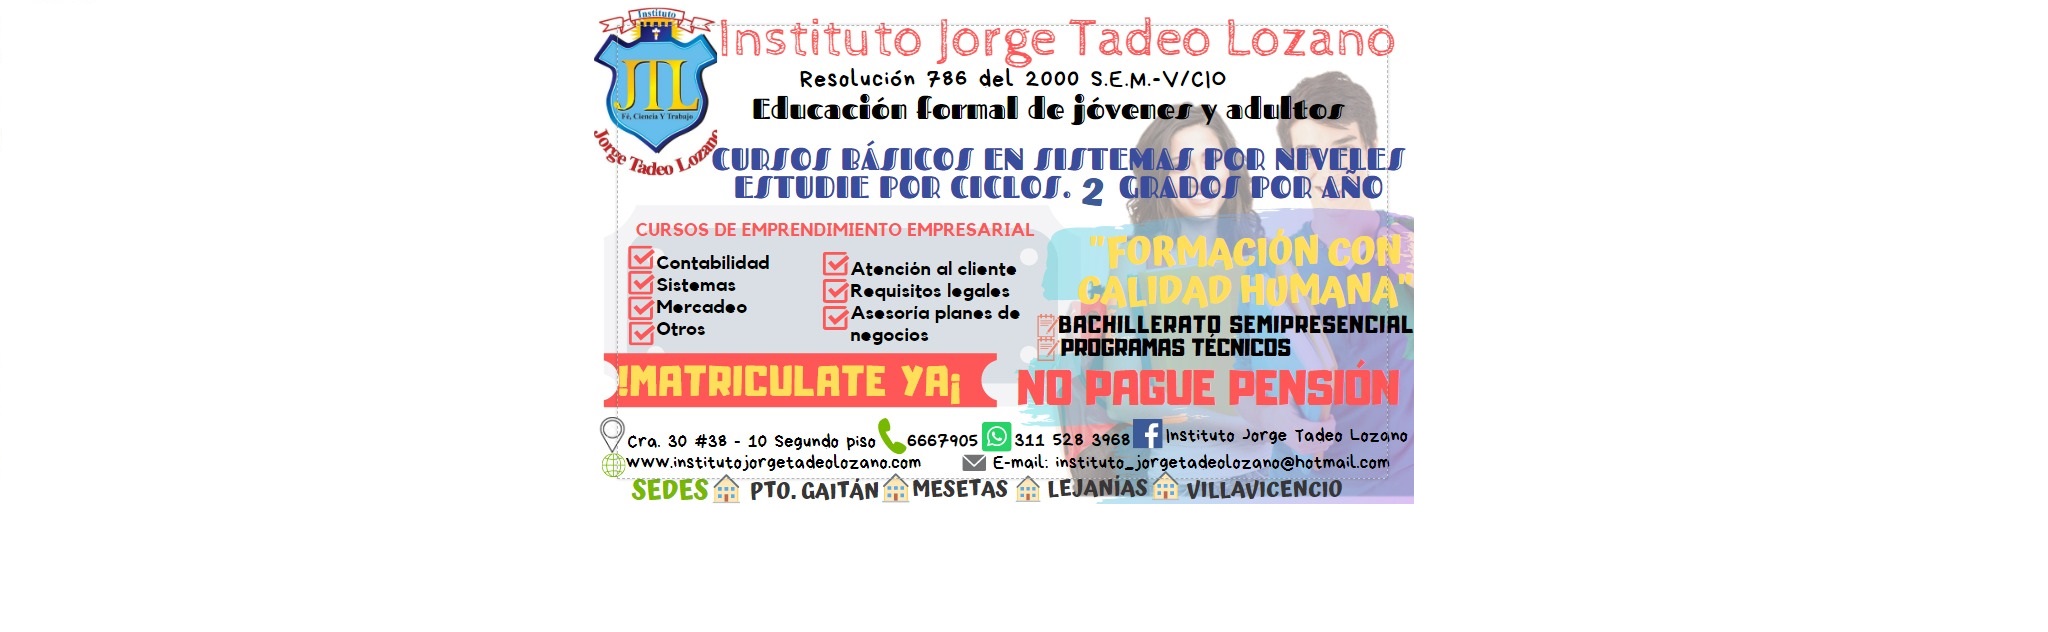 Instituto
JTL
Fé, Ciencia Y Trabajo
Jorge Tadeo Lozano
Instituto Jorge Tadeo Lozano
Resolución 786 del 2000 S.E.M.-V/CIO
Educación formal de jóvenes y adultos
CURSOS BÁSICOS EN SISTEMAS POR NIVELES
ESTUDIE POR CICLOS. 2 GRADOS POR AÑO
CURSOS DE EMPRENDIMIENTO EMPRESARIAL
Contabilidad
Sistemas
Mercadeo
Otros
Atención al cliente
Requisitos legales
Asesoría planes de
negocios
"FORMACIÓN CON
CALIDAD HUMANA"
BACHILLERATO SEMIPRESENCIAL
PROGRAMAS TÉCNICOS
!MATRICULATE YA¡
NO PAGUE PENSIÓN
Cra. 30 #38 - 10 Segundo piso 6667905 311 528 3968 Instituto Jorge Tadeo Lozano
www.institutojorgetadeolozano.com E-mail: instituto_jorgetadeolozano@hotmail.com
SEDES PTO. GAITÁN MESETAS LEJANÍAS VILLAVICENCIO